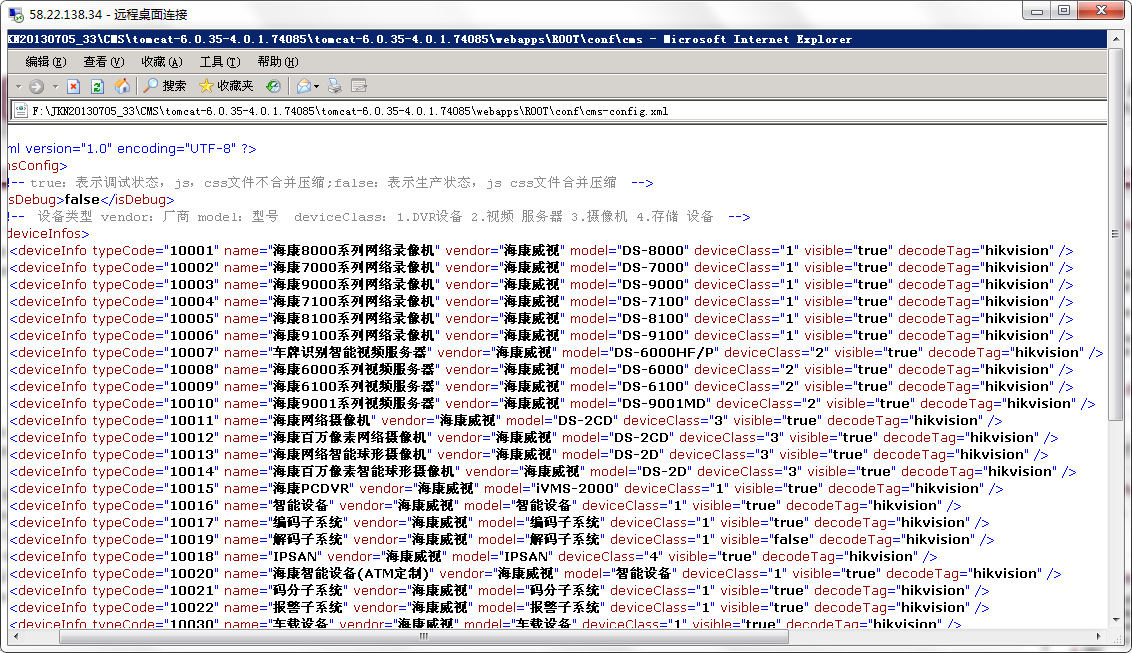 58.22.138.34 - 远程桌面连接
KN20130705_33\CMS\tomcat-6.0.35-4.0.1.74085\tomcat-6.0.35-4.0.1.74085\webapps\ROOT\conf\cms - Microsoft Internet Explorer
编辑(E) 查看(V) 收藏(A) 工具(T) 帮助(H)
搜索 收藏夹
F:\JKN20130705_33\CMS\tomcat-6.0.35-4.0.1.74085\tomcat-6.0.35-4.0.1.74085\webapps\ROOT\conf\cms-config.xml
ml version="1.0" encoding="UTF-8" ?>
nsConfig>
!-- true：表示调试状态，js，css文件不合并压缩;false：表示生产状态，js css文件合并压缩 -->
isDebug>false</isDebug>
!-- 设备类型 vendor：厂商 model：型号 deviceClass：1.DVR设备 2.视频 服务器 3.摄像机 4.存储 设备 -->
deviceInfos>
<deviceInfo typeCode="10001" name="海康8000系列网络录像机" vendor="海康威视" model="DS-8000" deviceClass="1" visible="true" decodeTag="hikvision" />
<deviceInfo typeCode="10002" name="海康7000系列网络录像机" vendor="海康威视" model="DS-7000" deviceClass="1" visible="true" decodeTag="hikvision" />
<deviceInfo typeCode="10003" name="海康9000系列网络录像机" vendor="海康威视" model="DS-9000" deviceClass="1" visible="true" decodeTag="hikvision" />
<deviceInfo typeCode="10004" name="海康7100系列网络录像机" vendor="海康威视" model="DS-7100" deviceClass="1" visible="true" decodeTag="hikvision" />
<deviceInfo typeCode="10005" name="海康8100系列网络录像机" vendor="海康威视" model="DS-8100" deviceClass="1" visible="true" decodeTag="hikvision" />
<deviceInfo typeCode="10006" name="海康9100系列网络录像机" vendor="海康威视" model="DS-9100" deviceClass="1" visible="true" decodeTag="hikvision" />
<deviceInfo typeCode="10007" name="车牌识别智能视频服务器" vendor="海康威视" model="DS-6000HF/P" deviceClass="2" visible="true" decodeTag="hikvision" />
<deviceInfo typeCode="10008" name="海康6000系列视频服务器" vendor="海康威视" model="DS-6000" deviceClass="2" visible="true" decodeTag="hikvision" />
<deviceInfo typeCode="10009" name="海康6100系列视频服务器" vendor="海康威视" model="DS-6100" deviceClass="2" visible="true" decodeTag="hikvision" />
<deviceInfo typeCode="10010" name="海康9001系列视频服务器" vendor="海康威视" model="DS-9001MD" deviceClass="2" visible="true" decodeTag="hikvision" />
<deviceInfo typeCode="10011" name="海康网络摄像机" vendor="海康威视" model="DS-2CD" deviceClass="3" visible="true" decodeTag="hikvision" />
<deviceInfo typeCode="10012" name="海康百万像素网络摄像机" vendor="海康威视" model="DS-2CD" deviceClass="3" visible="true" decodeTag="hikvision" />
<deviceInfo typeCode="10013" name="海康网络智能球形摄像机" vendor="海康威视" model="DS-2D" deviceClass="3" visible="true" decodeTag="hikvision" />
<deviceInfo typeCode="10014" name="海康百万像素智能球形摄像机" vendor="海康威视" model="DS-2D" deviceClass="3" visible="true" decodeTag="hikvision" />
<deviceInfo typeCode="10015" name="海康PCDVR" vendor="海康威视" model="iVMS-2000" deviceClass="1" visible="true" decodeTag="hikvision" />
<deviceInfo typeCode="10016" name="智能设备" vendor="海康威视" model="智能设备" deviceClass="1" visible="true" decodeTag="hikvision" />
<deviceInfo typeCode="10017" name="编码子系统" vendor="海康威视" model="编码子系统" deviceClass="1" visible="true" decodeTag="hikvision" />
<deviceInfo typeCode="10019" name="解码子系统" vendor="海康威视" model="解码子系统" deviceClass="1" visible="false" decodeTag="hikvision" />
<deviceInfo typeCode="10018" name="IPSAN" vendor="海康威视" model="IPSAN" deviceClass="4" visible="true" decodeTag="hikvision" />
<deviceInfo typeCode="10020" name="海康智能设备(ATM定制)" vendor="海康威视" model="智能设备" deviceClass="1" visible="true" decodeTag="hikvision" />
<deviceInfo typeCode="10021" name="码分子系统" vendor="海康威视" model="码分子系统" deviceClass="1" visible="true" decodeTag="hikvision" />
<deviceInfo typeCode="10022" name="报警子系统" vendor="海康威视" model="报警子系统" deviceClass="1" visible="true" decodeTag="hikvision" />
<deviceInfo typeCode="10030" name="车载设备" vendor="海康威视" model="车载设备" deviceClass="1" visible="true" decodeTag="hikvision" />